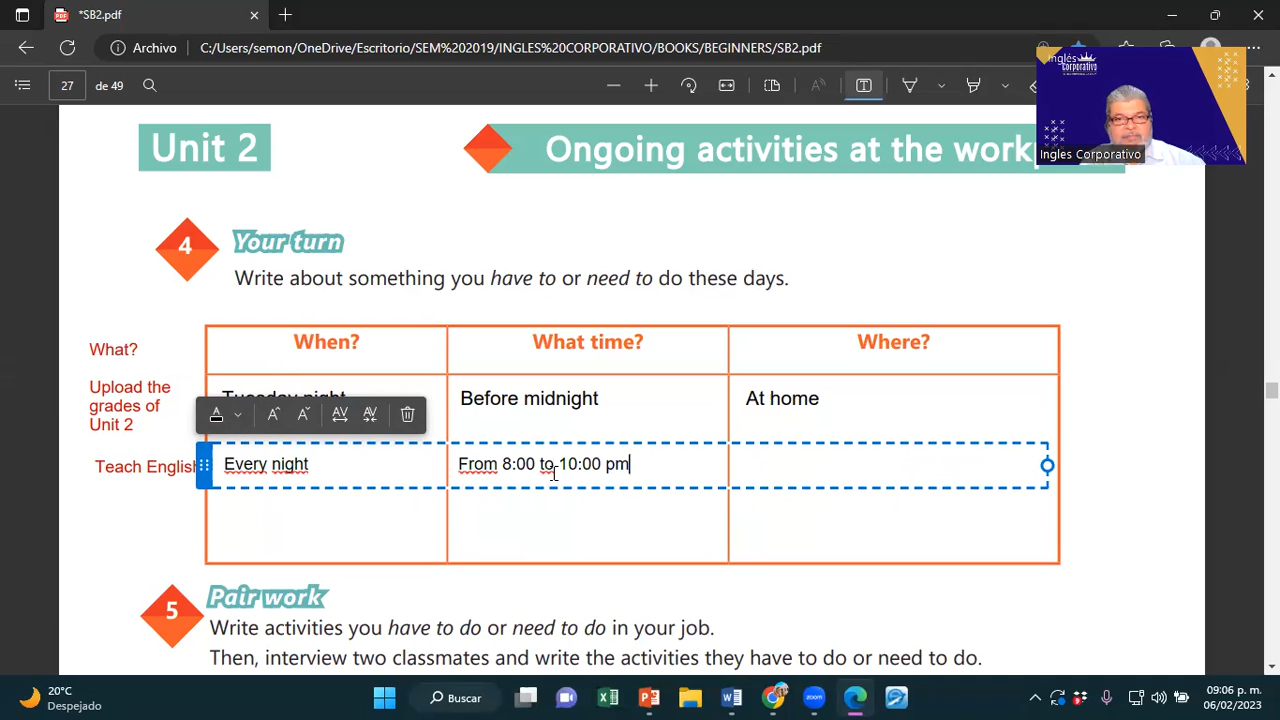 *SB2.pdf
Archivo
C:/Users/semon/OneDrive/Escritorio/SEM%202019/INGLES%20CORPORATIVO/BOOKS/BEGINNERS/SB2.pdf
27 de 49
Inglés
Corporativo
Ingles Corporativo
Unit 2
Ongoing activities at the work
4
Your turn
Write about something you have to or need to do these days.
What?
When?
What time?
Where?
Upload the
grades of
Unit 2
Tuesday night
Before midnight
At home
Teach English
Every night
From 8:00 to 10:00 pm
5
Pair work
Write activities you have to do or need to do in your job.
Then, interview two classmates and write the activities they have to do or need to do.
20°C
Despejado
Buscar
09:06 p. m.
06/02/2023